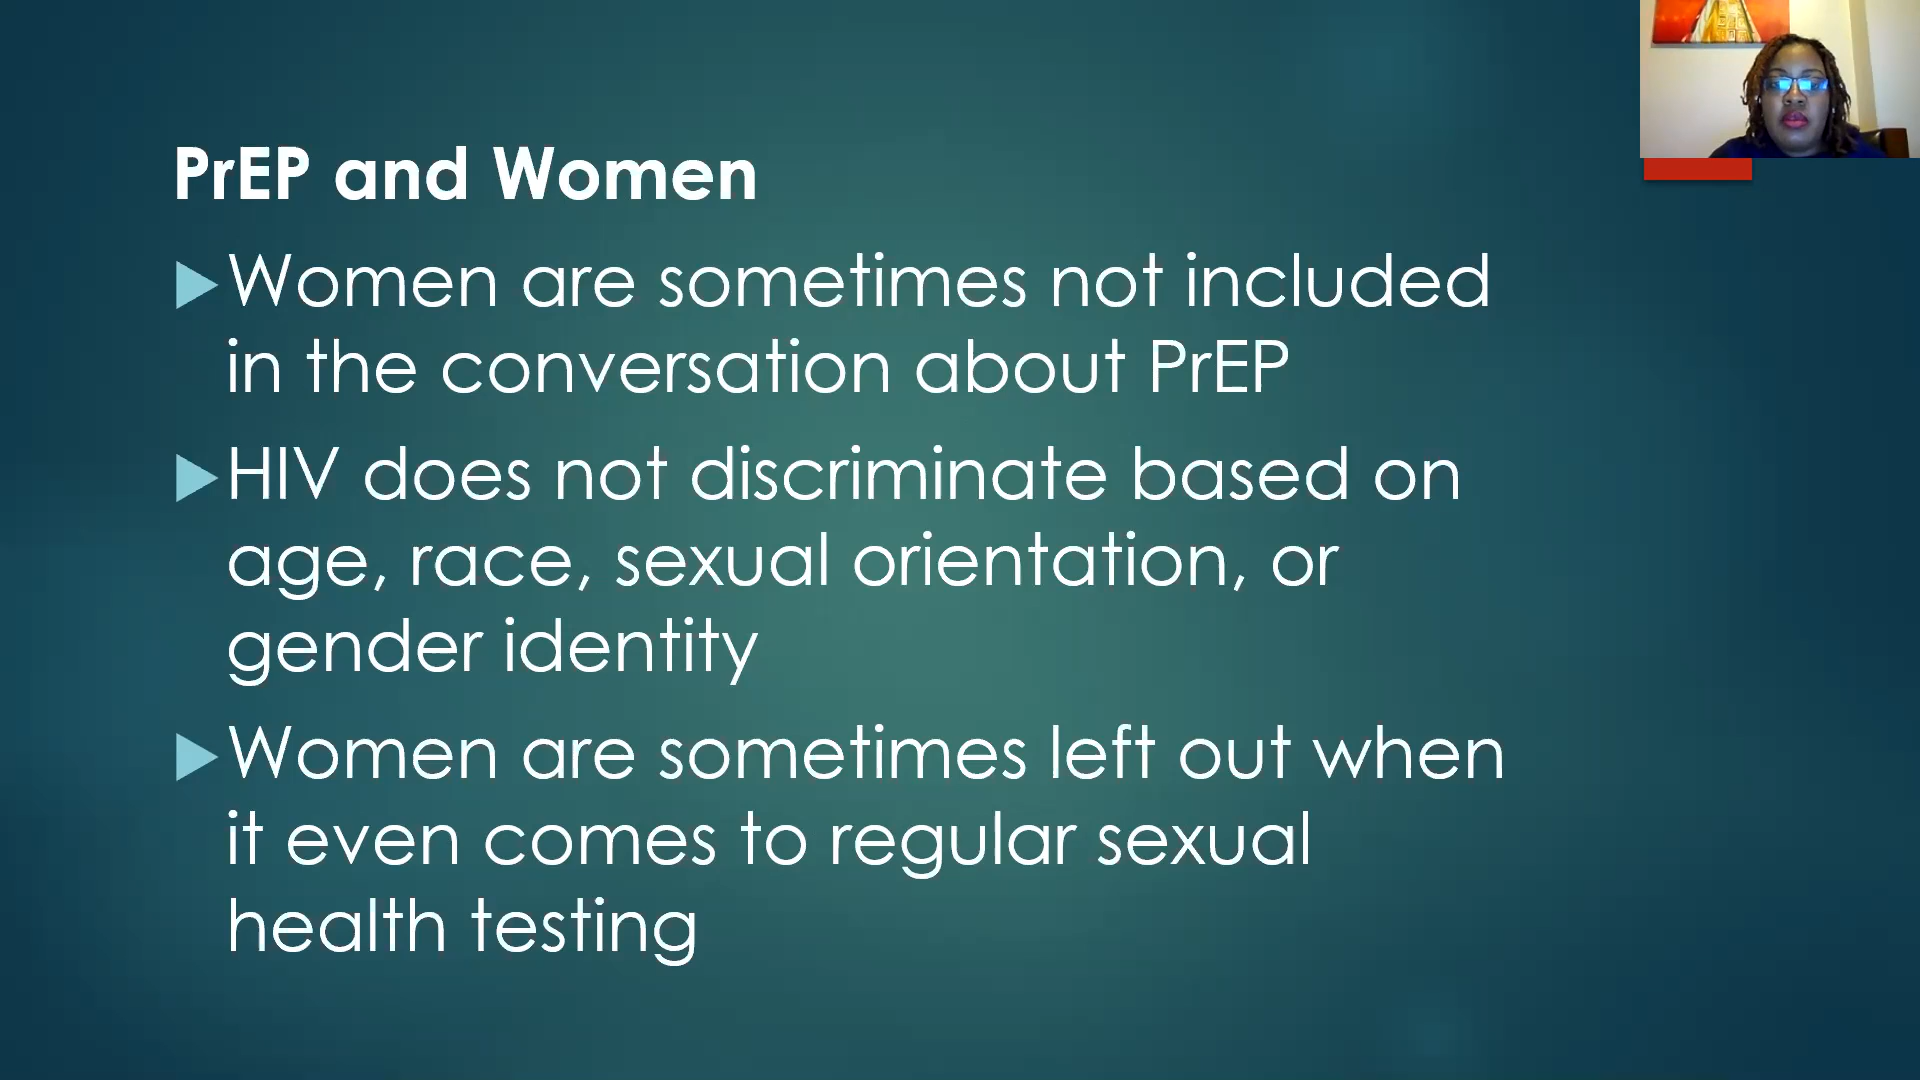 PrEP and Women
Women are sometimes not included
in the conversation about PrEP
HIV does not discriminate based on
age, race, sexual orientation, or
gender identity
Women are sometimes left out when
it even comes to regular sexual
health testing